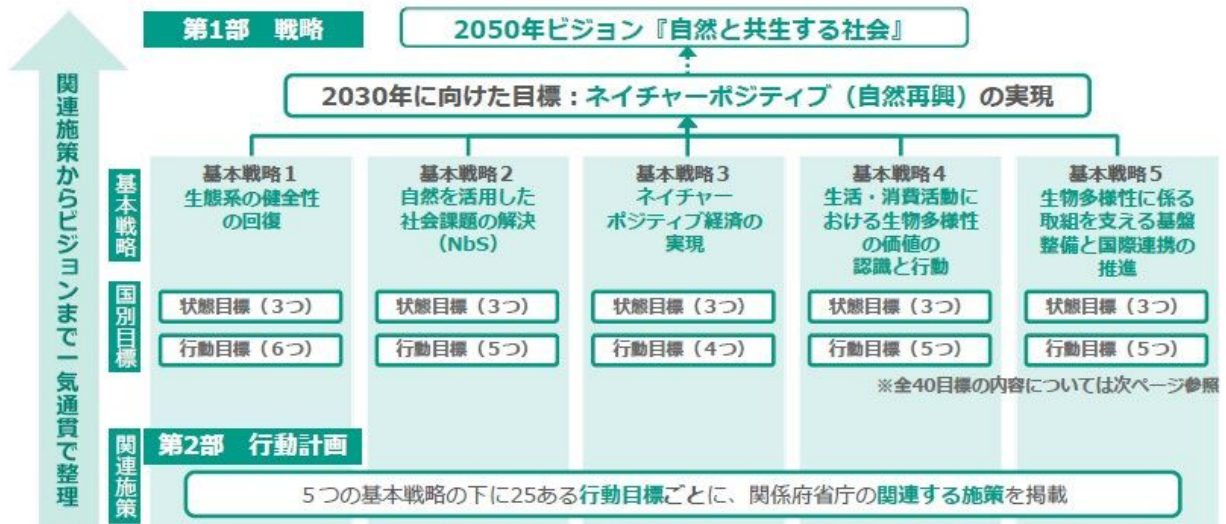 関連施策からビジョンまで一気通貫で整理
第1部 戦略
2050年ビジョン『自然と共生する社会』
2030年に向けた目標：ネイチャーポジティブ（自然再興）の実現
基本戦略
基本戦略1
生態系の健全性
の回復
基本戦略2
自然を活用した
社会課題の解決
（NbS）
基本戦略3
ネイチャー
ポジティブ経済の
実現
基本戦略4
生活・消費活動に
おける生物多様性
の価値の
認識と行動
基本戦略5
生物多様性に係る
取組を支える基盤
整備と国際連携の
推進
国別目標
状態目標（3つ）
状態目標（3つ）
状態目標（3つ）
状態目標（3つ）
状態目標（3つ）
行動目標（6つ）
行動目標（5つ）
行動目標（4つ）
行動目標（5つ）
行動目標（5つ）
※全40目標の内容については次ページ参照
関連施策
第2部 行動計画
５つの基本戦略の下に25ある行動目標ごとに、関係府省庁の関連する施策を掲載